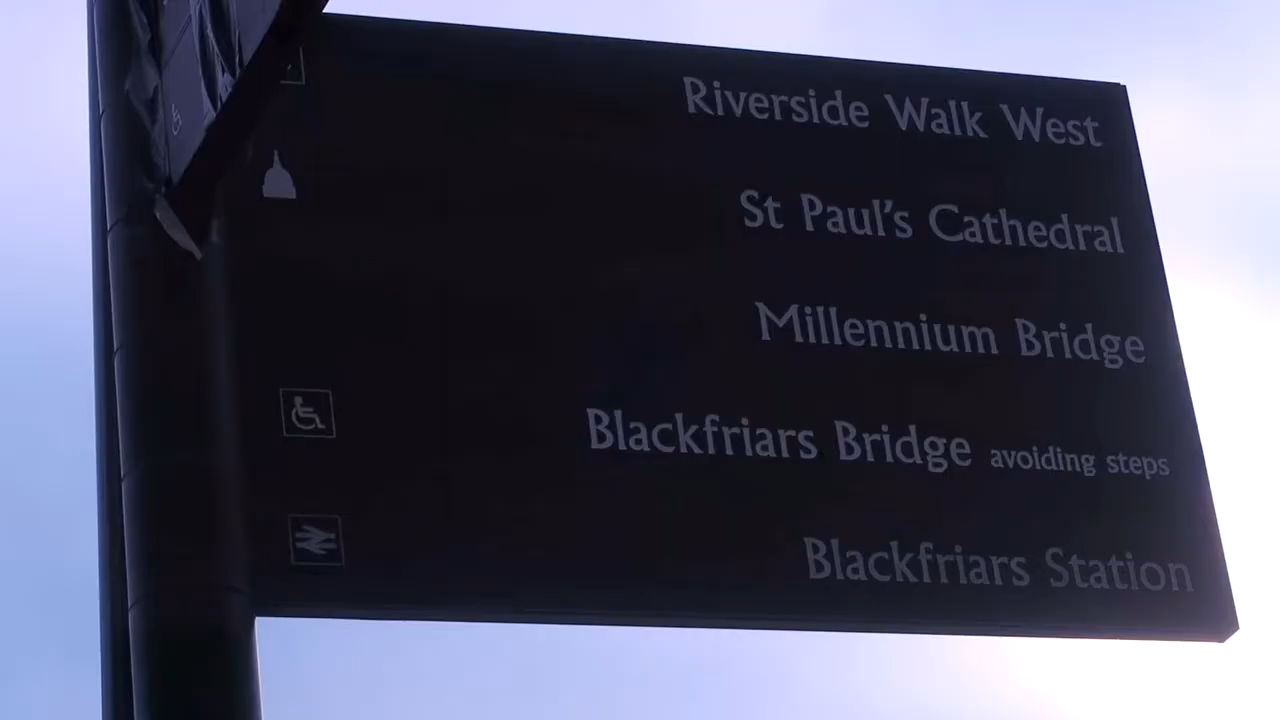 Riverside Walk West
St Paul's Cathedral
Millennium Bridge
Blackfriars Bridge avoiding steps
Blackfriars Station